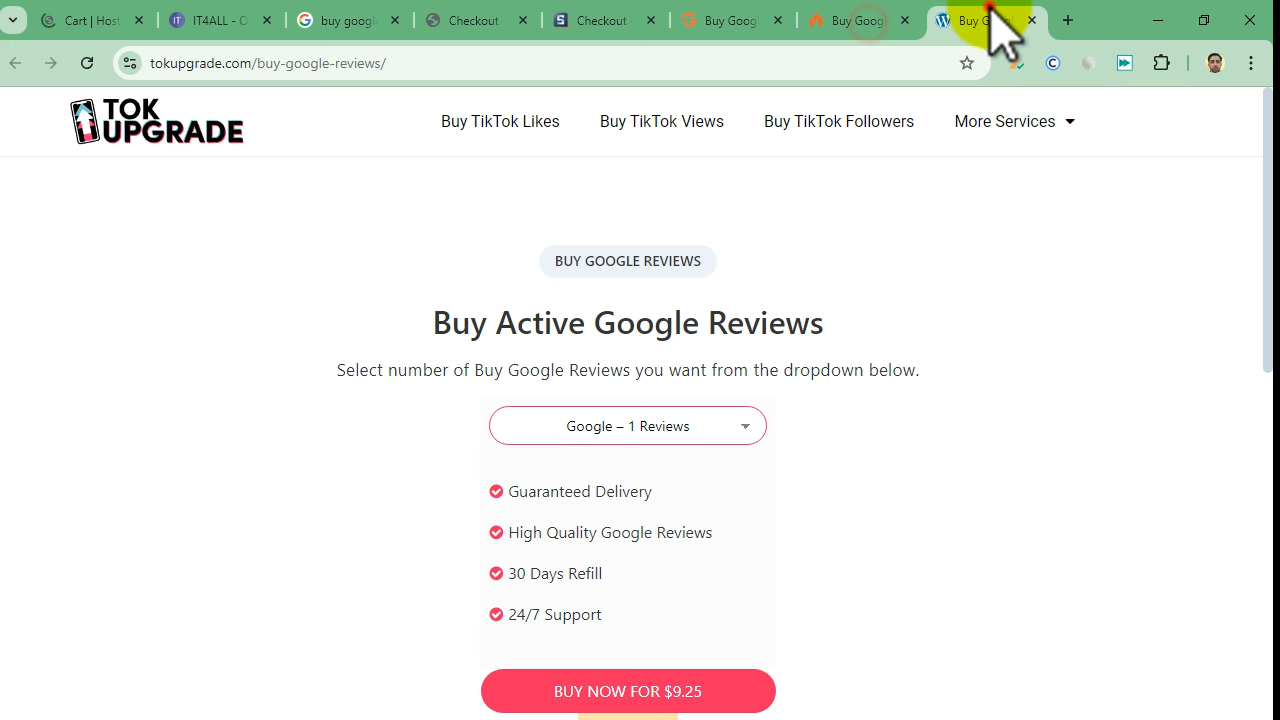 Cart | Host
IT4ALL - O
buy google
Checkout -
Checkout -
Buy Googl
Buy Goog
Buy G
tokupgrade.com/buy-google-reviews/
TOK
UPGRADE
Buy TikTok Likes
Buy TikTok Views
Buy TikTok Followers
More Services
BUY GOOGLE REVIEWS
Buy Active Google Reviews
Select number of Buy Google Reviews you want from the dropdown below.
Google – 1 Reviews
Guaranteed Delivery
High Quality Google Reviews
30 Days Refill
24/7 Support
BUY NOW FOR $9.25